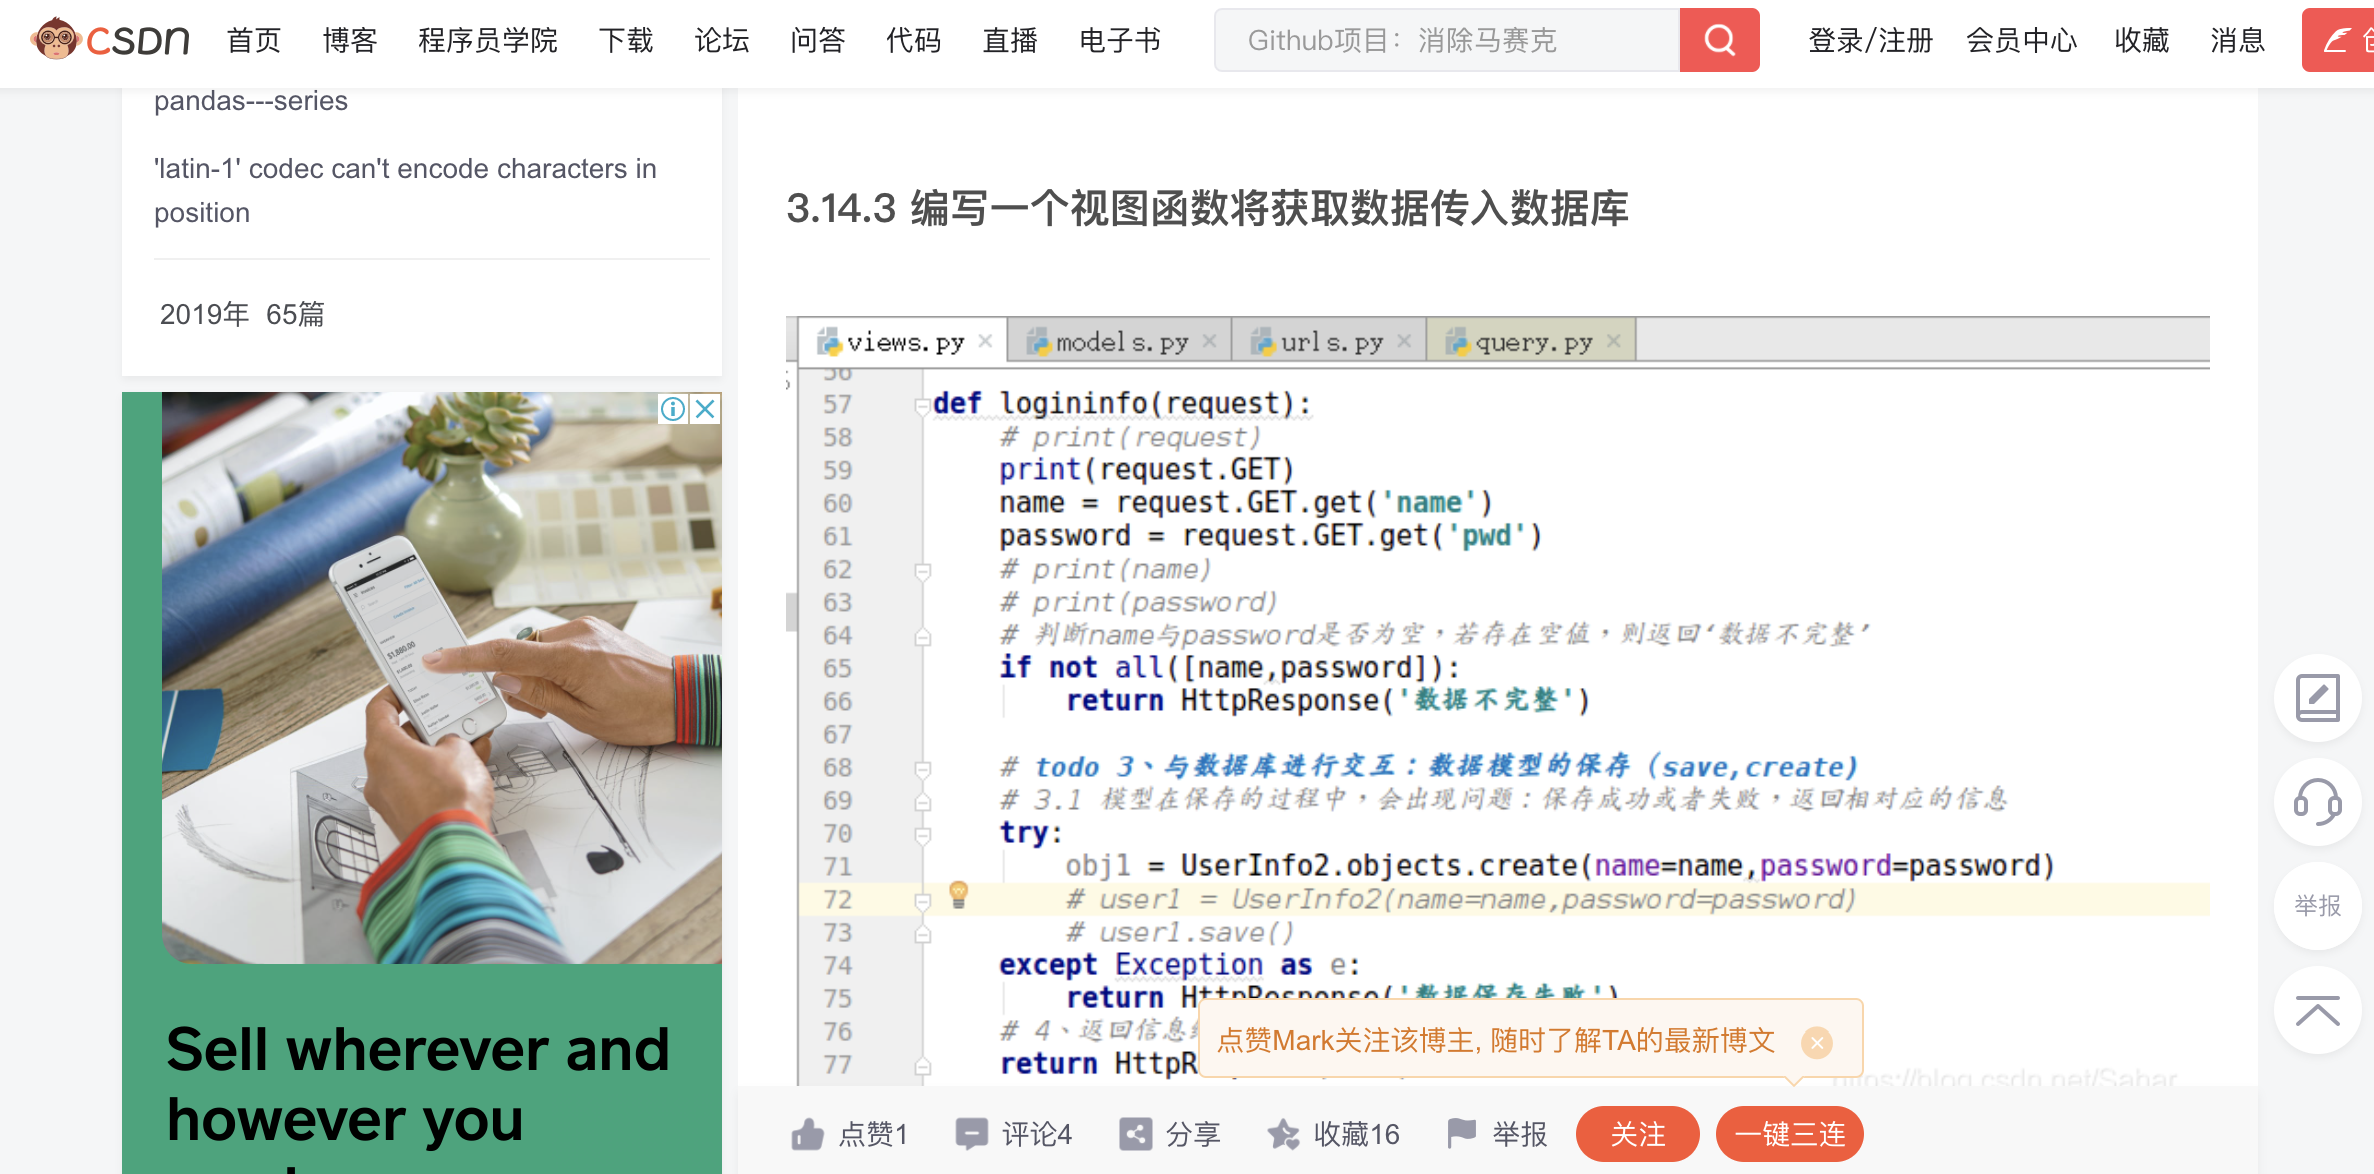 CSDN 首页 博客 程序员学院 下载 论坛 问答 代码 直播 电子书 Github项目：消除马赛克 登录/注册 会员中心 收藏 消息
pandas---series
'latin-1' codec can't encode characters in
position
2019年 65篇
Sell wherever and
however you
3.14.3 编写一个视图函数将获取数据传入数据库
views.py models.py urls.py query.py
56
57 def logininfo(request):
58 # print(request)
59 print(request.GET)
60 name = request.GET.get('name')
61 password = request.GET.get('pwd')
62 # print(name)
63 # print(password)
64 # 判断name与password是否为空，若存在空值，则返回‘数据不完整’
65 if not all([name,password]):
66 return HttpResponse('数据不完整')
67
68 # todo 3、与数据库进行交互：数据模型的保存（save,create)
69 # 3.1 模型在保存的过程中，会出现问题：保存成功或者失败，返回相对应的信息
70 try:
71 obj1 = UserInfo2.objects.create(name=name,password=password)
72 # user1 = UserInfo2(name=name,password=password)
73 # user1.save()
74 except Exception as e:
75 return HttpResponse('数据保存失败')
76 # 4、返回信息
77 return HttpR
点赞Mark关注该博主, 随时了解TA的最新博文
https://blog.csdn.net/Sabar
点赞1 评论4 分享 收藏16 举报 关注 一键三连
举报